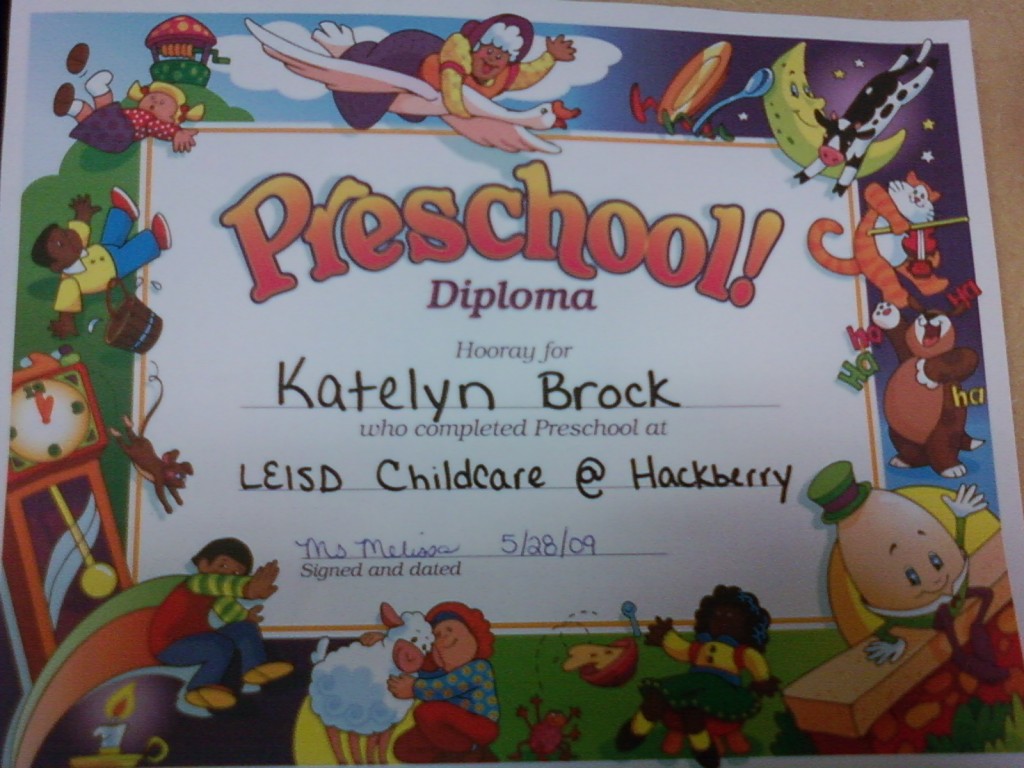 Preschool!
Diploma
Hooray for
Katelyn Brock
who completed Preschool at
LEISD Childcare @ Hackberry
Ms Melissa 5/28/09
Signed and dated
Ha
ho
Ha
ha